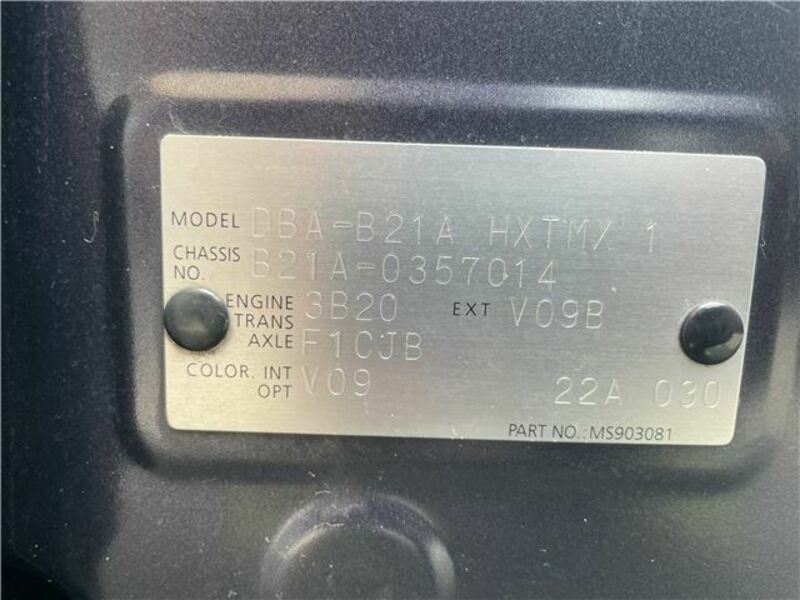 MODEL DBA-B21A HXTMX 1
CHASSIS NO. B21A-0357014
ENGINE 3B20 EXT V09B
TRANS AXLE F1CJB
COLOR. INT OPT V09 22A 030
PART NO.: MS903081